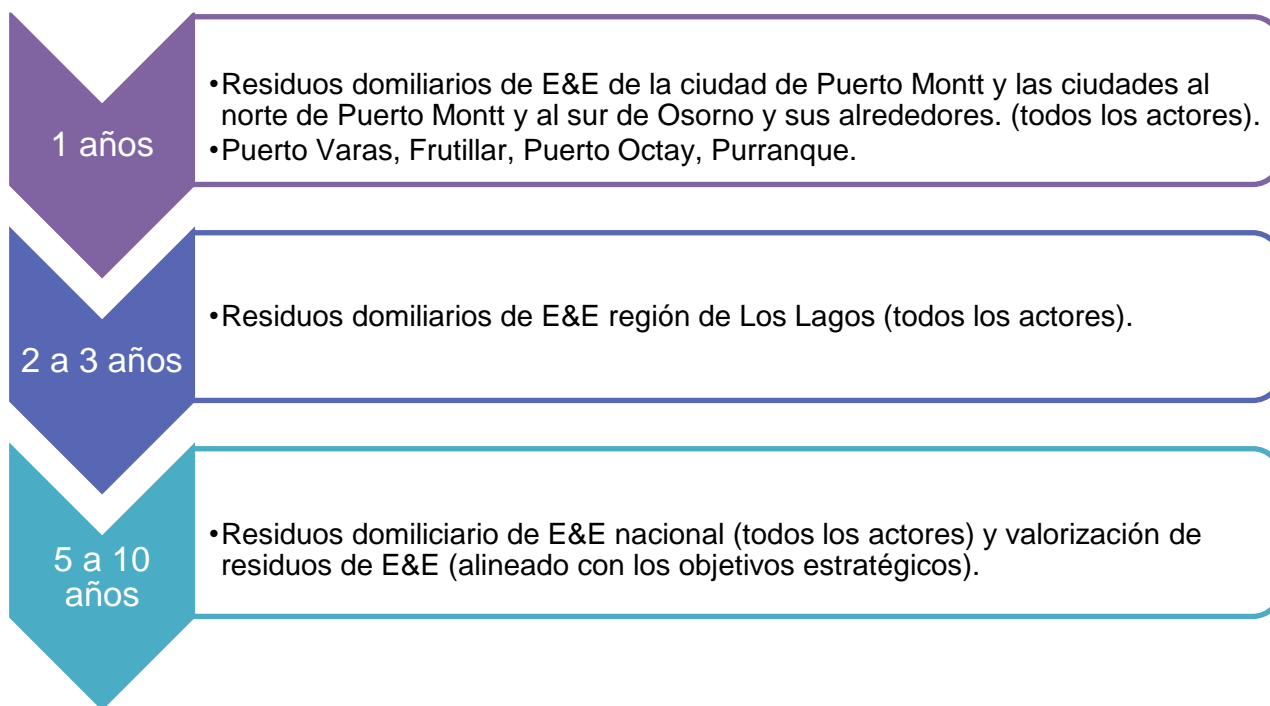 1 años
•Residuos domiliarios de E&E de la ciudad de Puerto Montt y las ciudades al
norte de Puerto Montt y al sur de Osorno y sus alrededores. (todos los actores).
•Puerto Varas, Frutillar, Puerto Octay, Purranque.
2 a 3 años
•Residuos domiliarios de E&E región de Los Lagos (todos los actores).
5 a 10
años
•Residuos domiliciario de E&E nacional (todos los actores) y valorización de
residuos de E&E (alineado con los objetivos estratégicos).